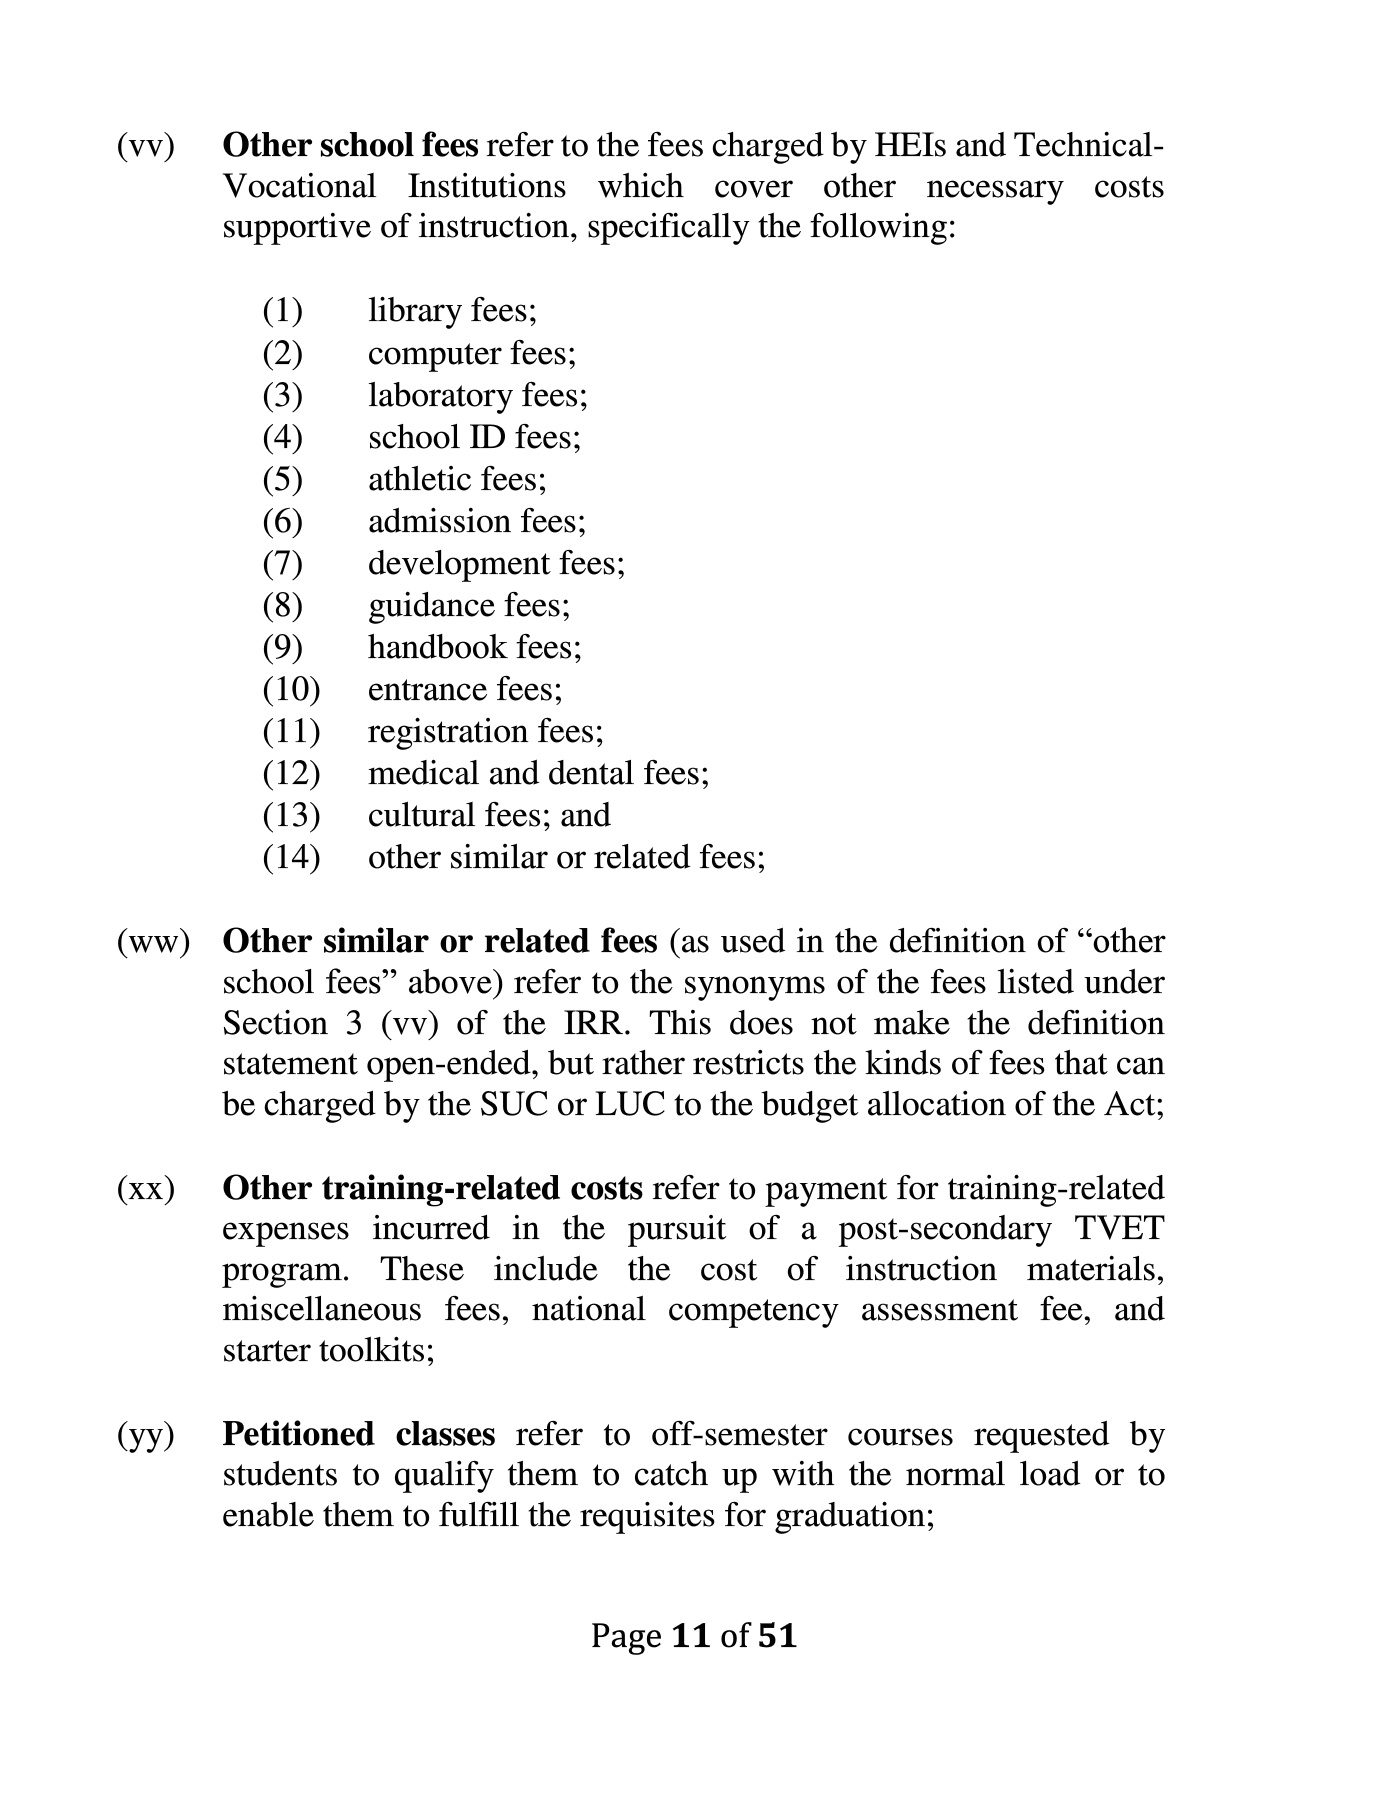 (vv) Other school fees refer to the fees charged by HEIs and Technical-
Vocational Institutions which cover other necessary costs
supportive of instruction, specifically the following:
(1) library fees;
(2) computer fees;
(3) laboratory fees;
(4) school ID fees;
(5) athletic fees;
(6) admission fees;
(7) development fees;
(8) guidance fees;
(9) handbook fees;
(10) entrance fees;
(11) registration fees;
(12) medical and dental fees;
(13) cultural fees; and
(14) other similar or related fees;
(ww) Other similar or related fees (as used in the definition of “other
school fees” above) refer to the synonyms of the fees listed under
Section 3 (vv) of the IRR. This does not make the definition
statement open-ended, but rather restricts the kinds of fees that can
be charged by the SUC or LUC to the budget allocation of the Act;
(xx) Other training-related costs refer to payment for training-related
expenses incurred in the pursuit of a post-secondary TVET
program. These include the cost of instruction materials,
miscellaneous fees, national competency assessment fee, and
starter toolkits;
(yy) Petitioned classes refer to off-semester courses requested by
students to qualify them to catch up with the normal load or to
enable them to fulfill the requisites for graduation;
Page 11 of 51